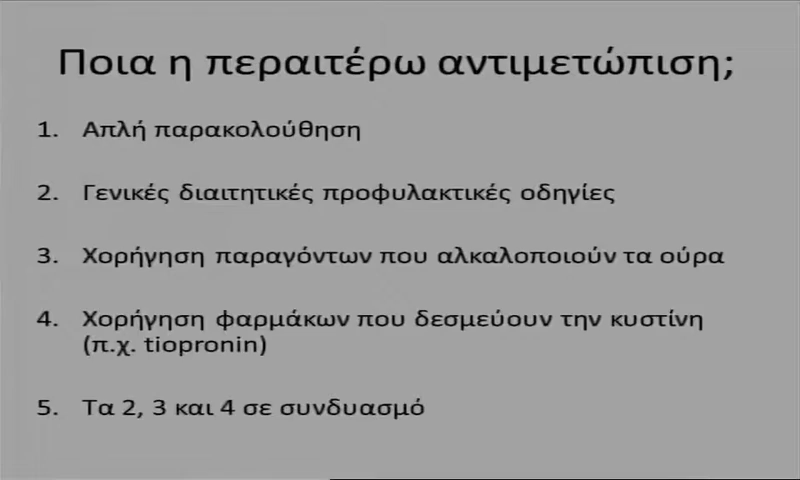 Ποια η περαιτέρω αντιμετώπιση;
1. Απλή παρακολούθηση
2. Γενικές διαιτητικές προφυλακτικές οδηγίες
3. Χορήγηση παραγόντων που αλκαλοποιούν τα ούρα
4. Χορήγηση φαρμάκων που δεσμεύουν την κυστίνη
(π.χ. tiopronin)
5. Τα 2, 3 και 4 σε συνδυασμό